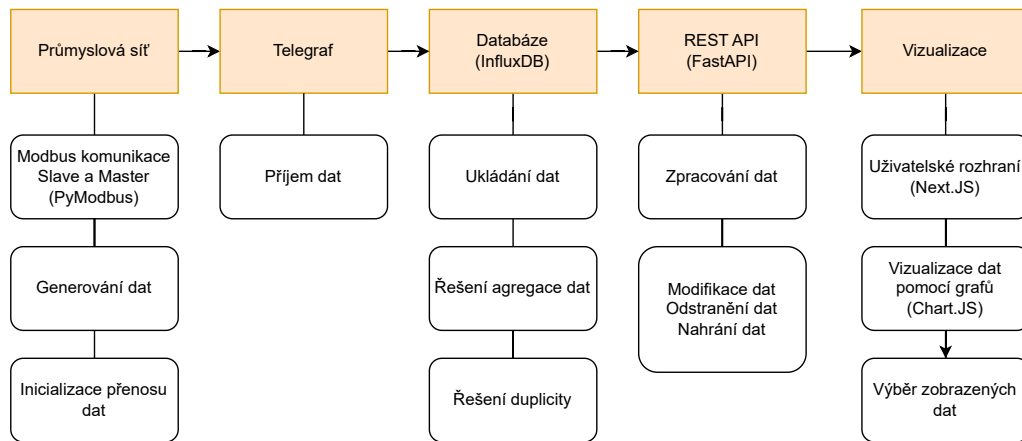 Průmyslová síť
Telegraf
Databáze
(InfluxDB)
REST API
(FastAPI)
Vizualizace
Modbus komunikace
Slave a Master
(PyModbus)
Příjem dat
Ukládání dat
Zpracování dat
Uživatelské rozhraní
(Next.JS)
Generování dat
Řešení agregace dat
Modifikace dat
Odstranění dat
Nahrání dat
Vizualizace dat
pomocí grafů
(Chart.JS)
Inicializace přenosu
dat
Řešení duplicity
Výběr zobrazených
dat